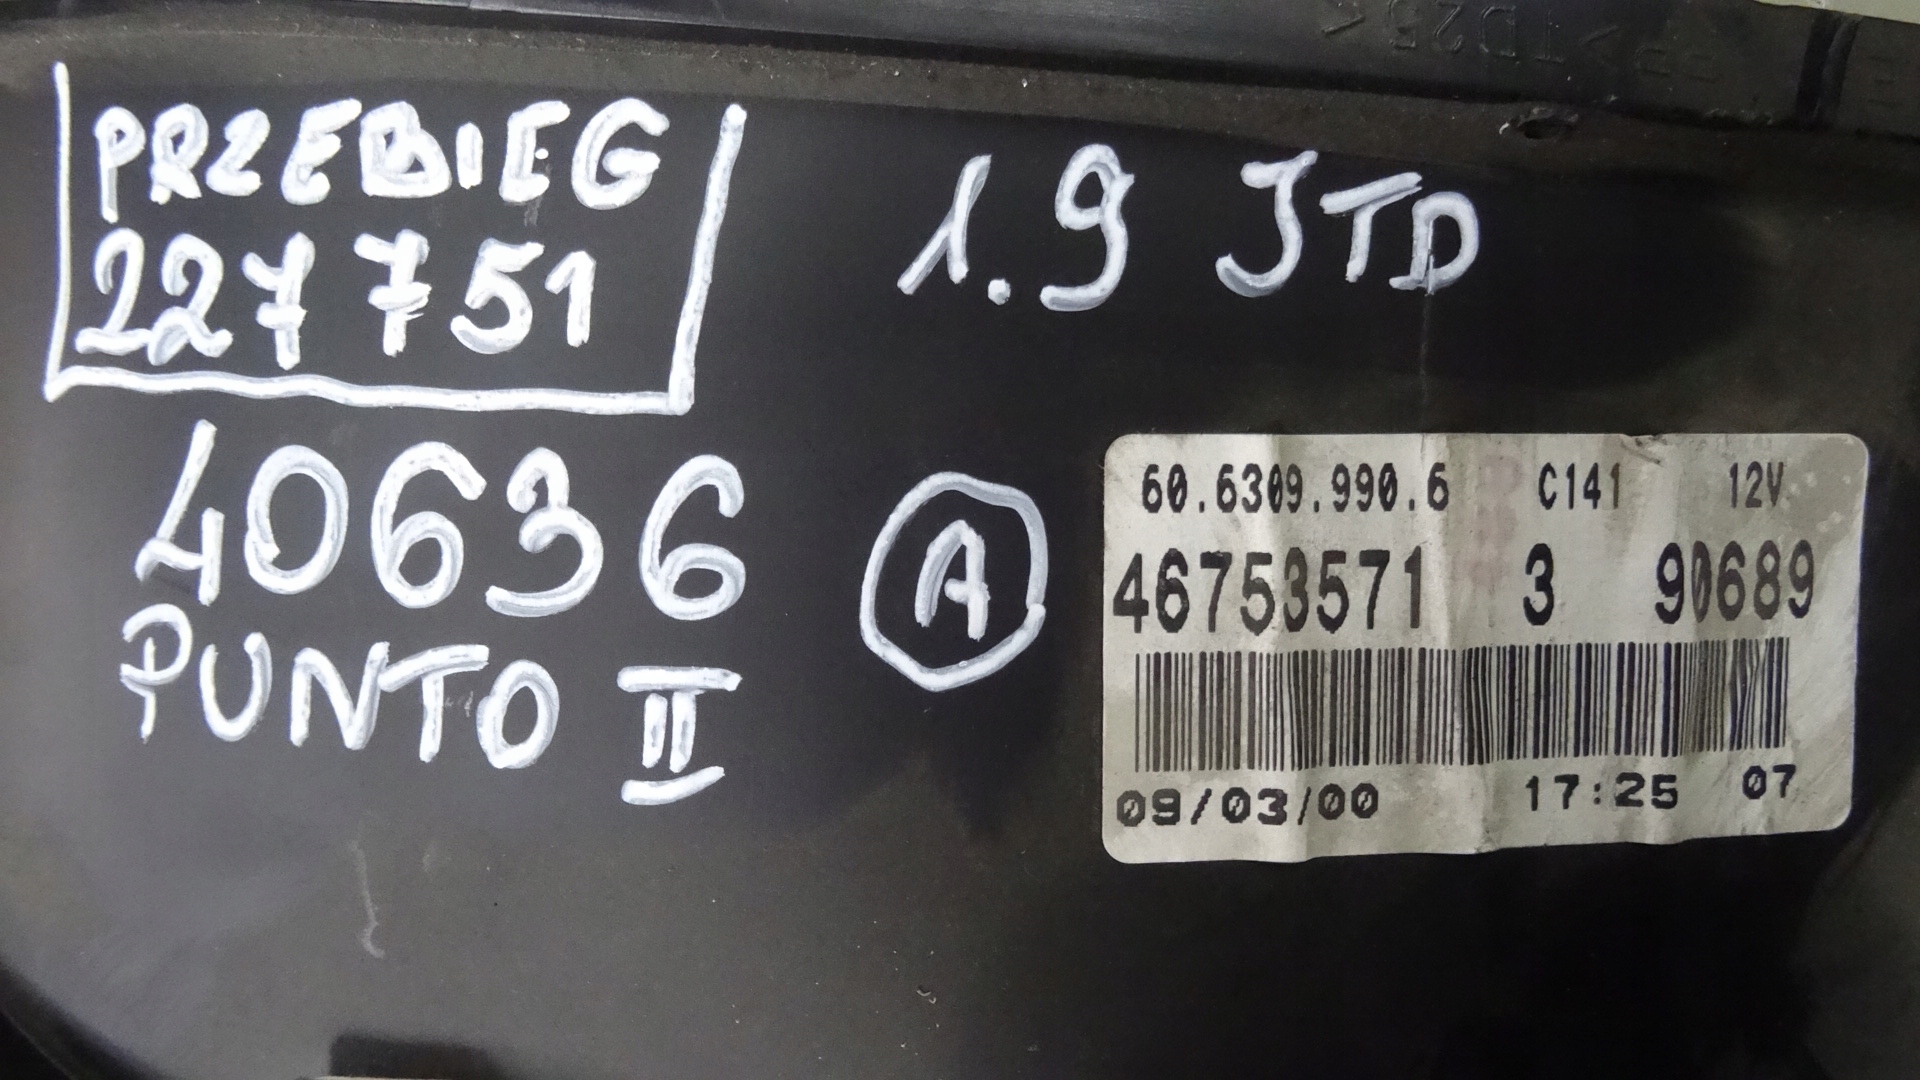 PRZEBIEG
227751
1.9 JTD
40636
PUNTO II
A
60.6309.990.6 C141 12V
46753571 3 90689
09/03/00 17:25 07